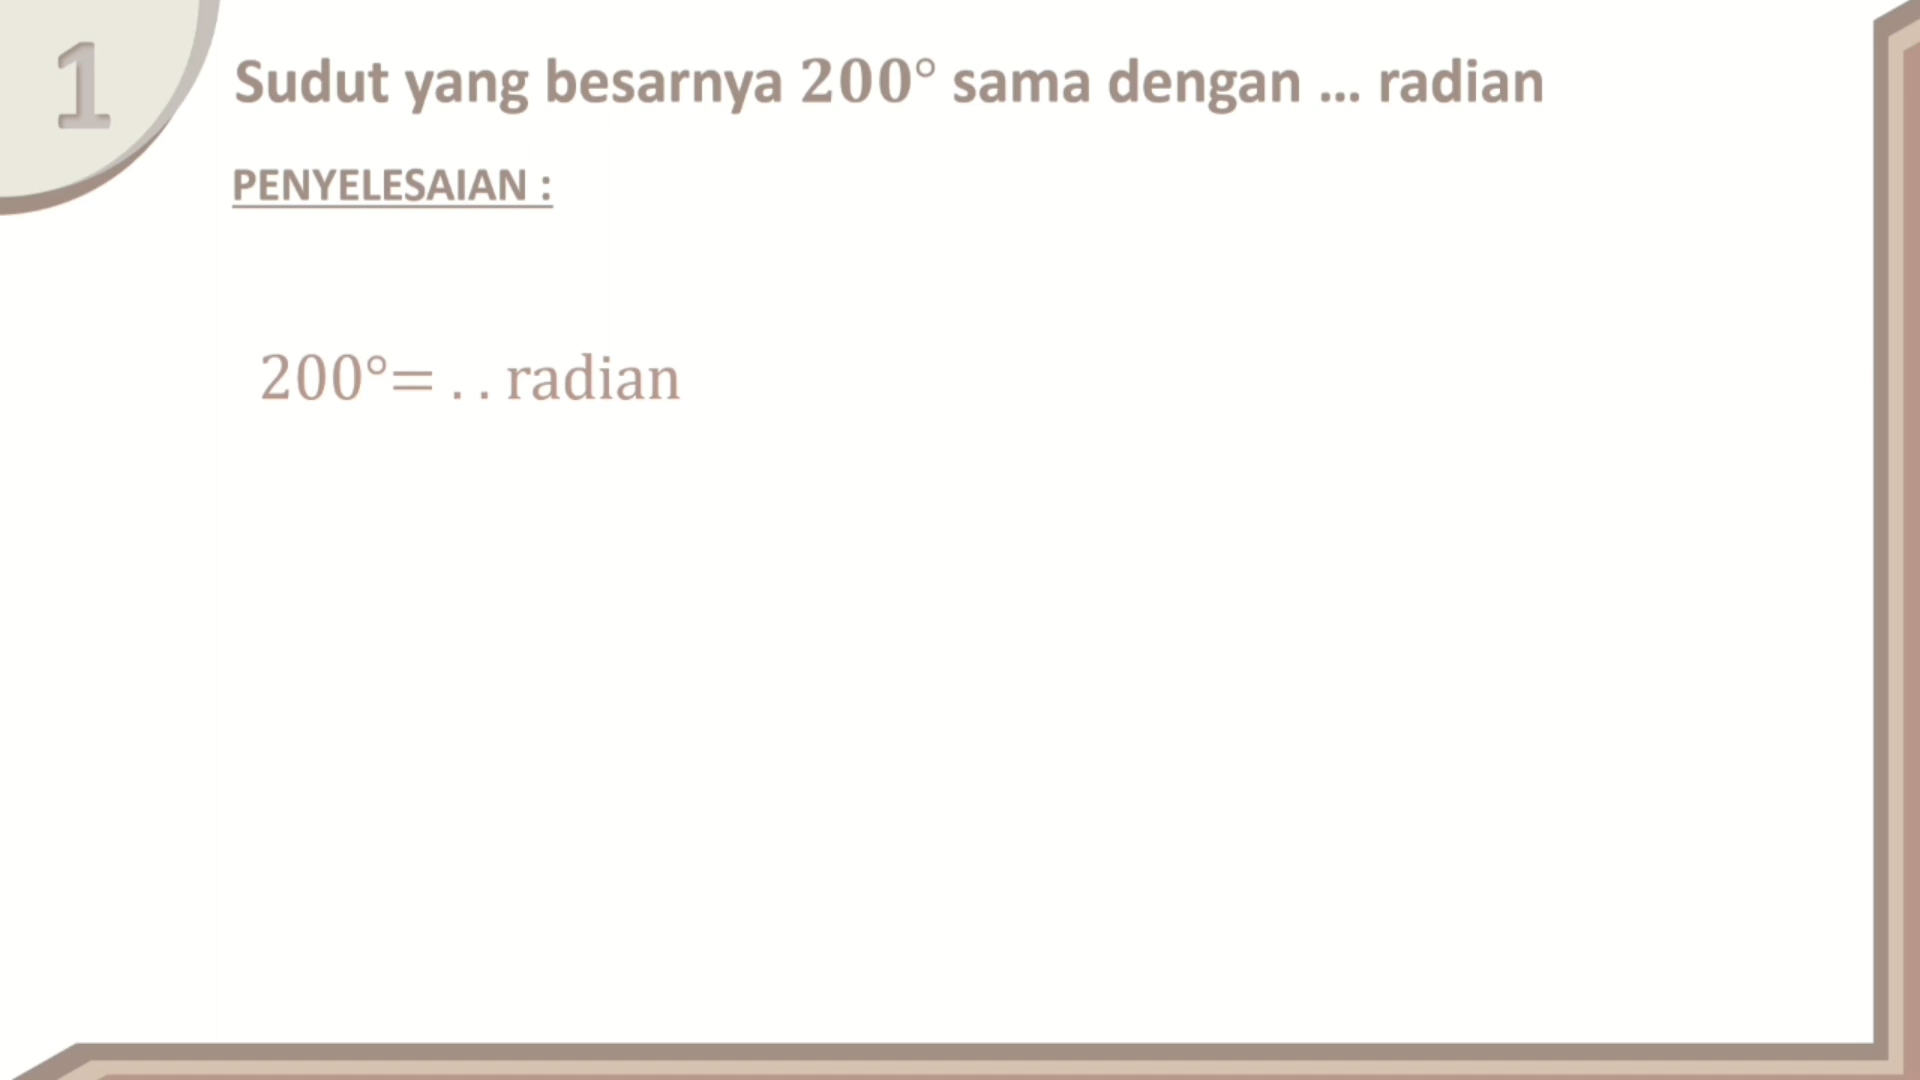 1
Sudut yang besarnya 200° sama dengan ... radian
PENYELESAIAN :
200°= . . radian